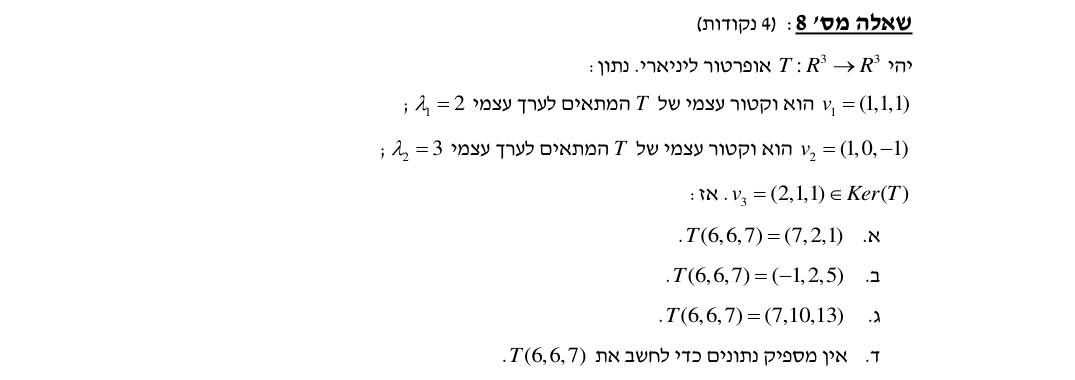 שאלה מס׳ 8 : (4 נקודות)
יהי T : R³ → R³ אופרטור ליניארי. נתון :
v₁ = (1,1,1) הוא וקטור עצמי של T המתאים לערך עצמי λ₁ = 2 ;
v₂ = (1,0,−1) הוא וקטור עצמי של T המתאים לערך עצמי λ₂ = 3 ;
v₃ = (2,1,1) ∈ Ker(T) . אז :
א. T(6,6,7) = (7,2,1) .
ב. T(6,6,7) = (−1,2,5) .
ג. T(6,6,7) = (7,10,13) .
ד. אין מספיק נתונים כדי לחשב את T(6,6,7) .